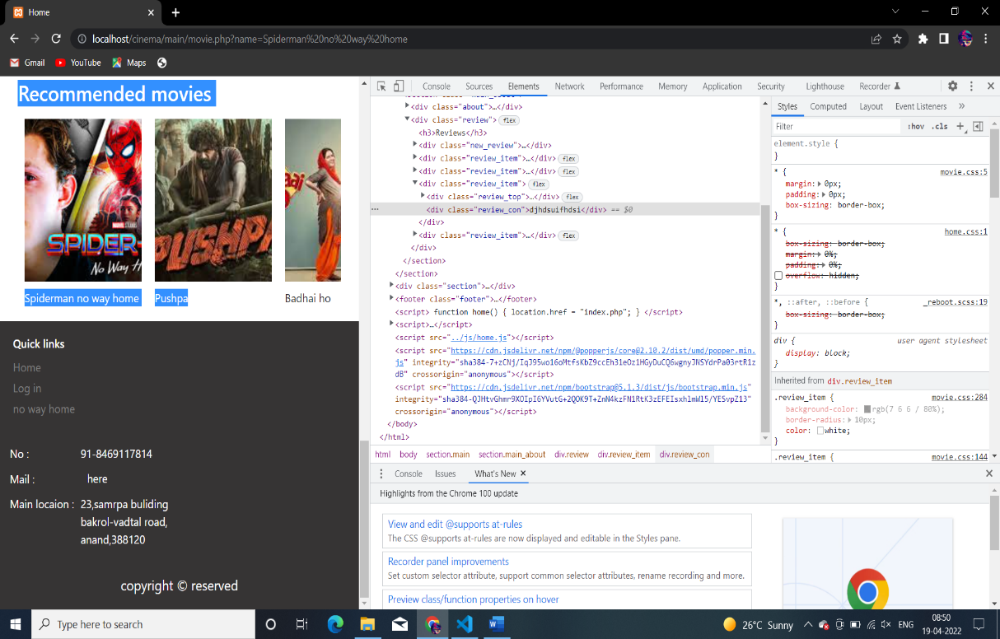 Home
localhost/cinema/main/movie.php?name=Spiderman%20no%20way%20home
Gmail YouTube Maps
Recommended movies
MARVEL STUDIOS
SPIDER-
No Way H
PUSHPA
Spiderman no way home Pushpa Badhai ho
Quick links
Home
Log in
no way home
No : 91-8469117814
Mail : here
Main locaion : 23,samrpa buliding
bakrol-vadtal road,
anand,388120
copyright © reserved
Console Sources Elements Network Performance Memory Application Security Lighthouse Recorder
<div class="about">…</div>
<div class="review"> flex
<h3>Reviews</h3>
<div class="new_review">…</div>
<div class="review_item">…</div> flex
<div class="review_item">…</div> flex
<div class="review_item"> flex
<div class="review_top">…</div> flex
<div class="review_con">djhdsuifhdsi</div> == $0
</div>
<div class="review_item">…</div> flex
</div>
</section>
</section>
<div class="section">…</div>
<footer class="footer">…</footer>
<script> function home() { location.href = "index.php"; } </script>
<script>…</script>
<script src="../js/home.js"></script>
<script src="https://cdn.jsdelivr.net/npm/@popperjs/core@2.10.2/dist/umd/popper.min.
js" integrity="sha384-7+zCNj/IqJ95wo16oMtfsKbZ9ccEh31eOz1HGyDuCQ6wgnyJNSYdrPa03rtR1z
dB" crossorigin="anonymous"></script>
<script src="https://cdn.jsdelivr.net/npm/bootstrap@5.1.3/dist/js/bootstrap.min.js"
integrity="sha384-QJHtvGhmr9XOIpI6YVutG+2QOK9T+ZnN4kzFN1RtK3zEFEIsxhlmWl5/YESvpZ13"
crossorigin="anonymous"></script>
</body>
</html>
html body section.main section.main_about div.review div.review_item div.review_con
Styles Computed Layout Event Listeners »
Filter :hov .cls +
element.style {
}
* { movie.css:5
margin: 0px;
padding: 0px;
box-sizing: border-box;
}
* { home.css:1
box-sizing: border-box;
margin: 0%;
padding: 0%;
overflow: hidden;
}
*, ::after, ::before { _reboot.scss:19
box-sizing: border-box;
}
div { user agent stylesheet
display: block;
}
Inherited from div.review_item
.review_item { movie.css:284
background-color: rgb(7 6 6 / 80%);
border-radius: 10px;
color: white;
}
.review_item { movie.css:144
Console Issues What's New
Highlights from the Chrome 100 update
View and edit @supports at-rules
The CSS @supports at-rules are now displayed and editable in the Styles pane.
Recorder panel improvements
Set custom selector attribute, support common selector attributes, rename recording and more.
Preview class/function properties on hover
Type here to search
26°C Sunny
ENG
08:50
19-04-2022